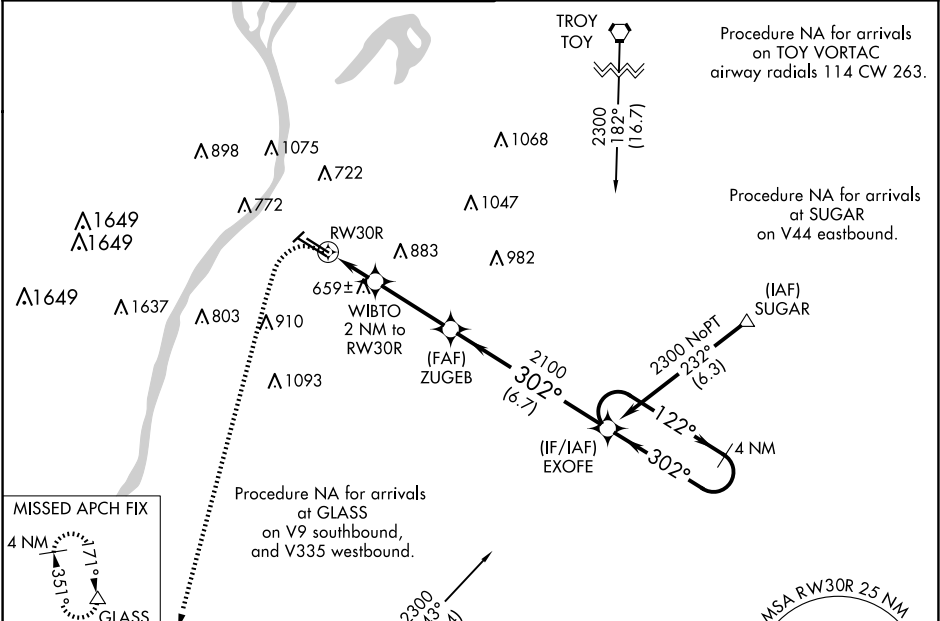 TROY
TOY
Procedure NA for arrivals
on TOY VORTAC
airway radials 114 CW 263.
2300
182°
(16.7)
898
1075
1068
722
772
1047
Procedure NA for arrivals
at SUGAR
on V44 eastbound.
1649
1649
RW30R
883
982
1649
1637
803
910
659±
WIBTO
2 NM to
RW30R
(IAF)
SUGAR
2300 NoPT
232°
(6.3)
(FAF)
ZUGEB
2100
302°
(6.7)
1093
122°
4 NM
302°
(IF/IAF)
EXOFE
Procedure NA for arrivals
at GLASS
on V9 southbound,
and V335 westbound.
MISSED APCH FIX
4 NM
171°
351°
GLASS
2300
MSA RW30R 25 NM